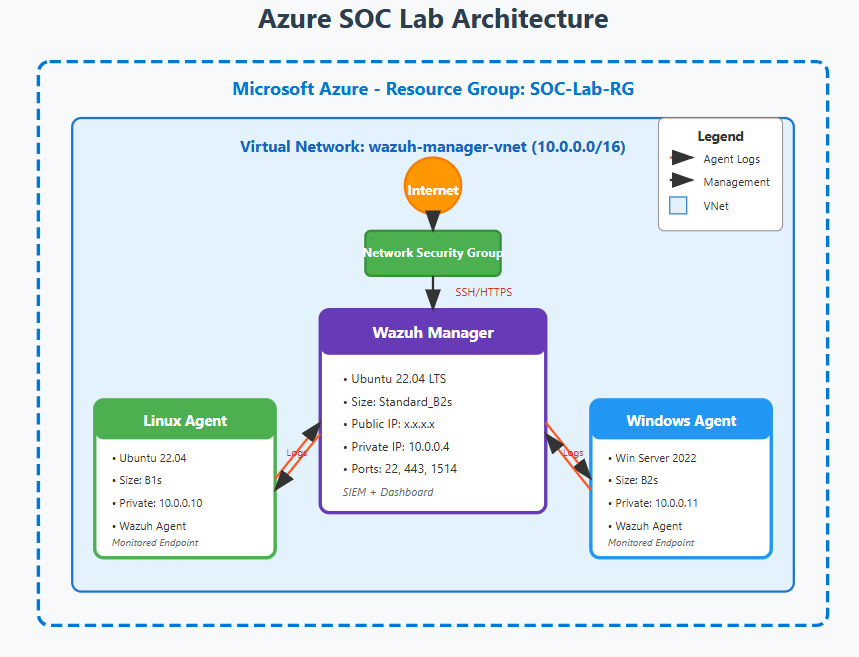 Azure SOC Lab Architecture
Microsoft Azure - Resource Group: SOC-Lab-RG
Virtual Network: wazuh-manager-vnet (10.0.0.0/16)
Legend
Agent Logs
Management
VNet
Internet
Network Security Group
SSH/HTTPS
Wazuh Manager
• Ubuntu 22.04 LTS
• Size: Standard_B2s
• Public IP: x.x.x.x
• Private IP: 10.0.0.4
• Ports: 22, 443, 1514
SIEM + Dashboard
Linux Agent
• Ubuntu 22.04
• Size: B1s
• Private: 10.0.0.10
• Wazuh Agent
Monitored Endpoint
Logs
Logs
Windows Agent
• Win Server 2022
• Size: B2s
• Private: 10.0.0.11
• Wazuh Agent
Monitored Endpoint